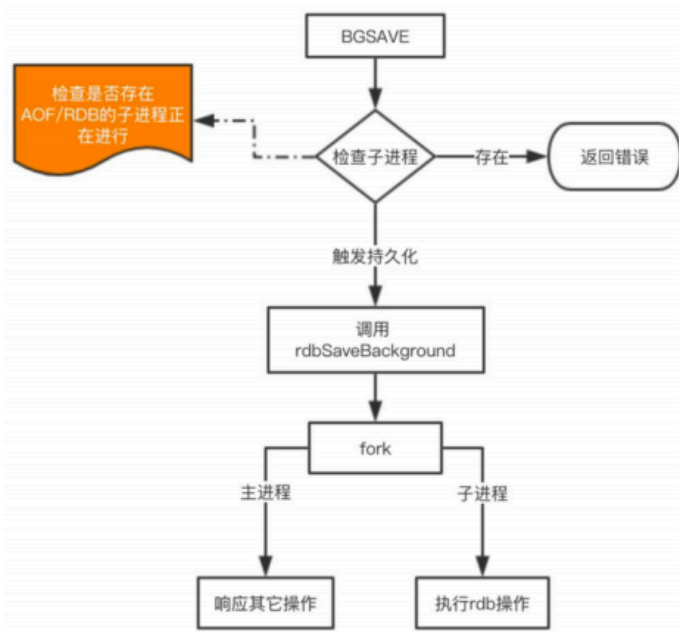 BGSAVE
检查是否存在
AOF/RDB的子进程正
在进行
检查子进程
存在
返回错误
触发持久化
调用
rdbSaveBackground
fork
主进程
子进程
响应其它操作
执行rdb操作